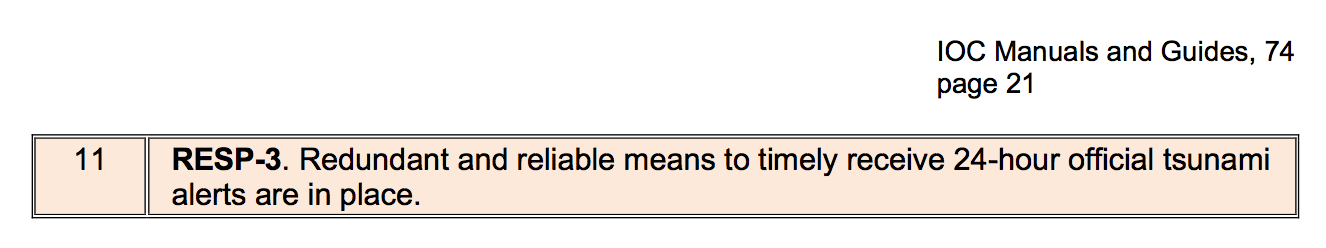 IOC Manuals and Guides, 74
page 21
11
RESP-3. Redundant and reliable means to timely receive 24-hour official tsunami
alerts are in place.